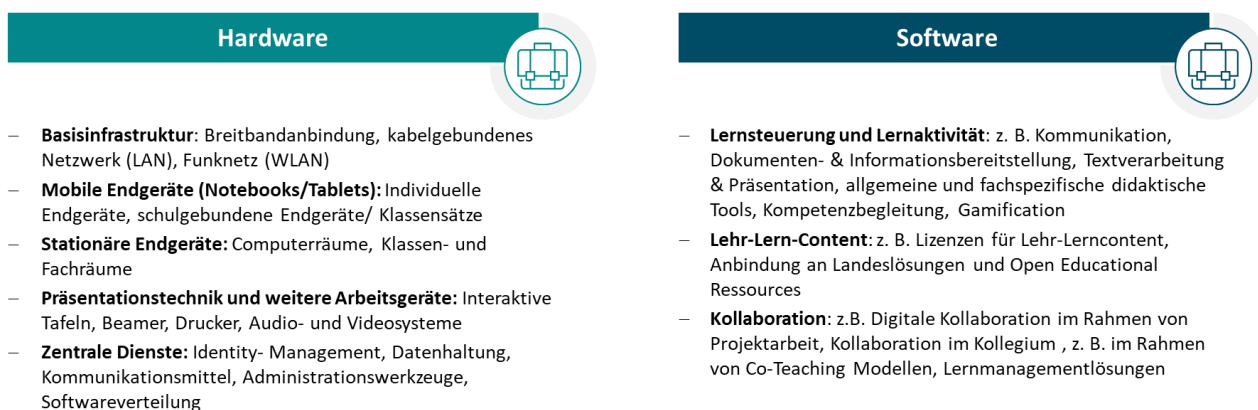 Hardware
– Basisinfrastruktur: Breitbandanbindung, kabelgebundenes
Netzwerk (LAN), Funknetz (WLAN)
– Mobile Endgeräte (Notebooks/Tablets): Individuelle
Endgeräte, schulgebundene Endgeräte/ Klassensätze
– Stationäre Endgeräte: Computerräume, Klassen- und
Fachräume
– Präsentationstechnik und weitere Arbeitsgeräte: Interaktive
Tafeln, Beamer, Drucker, Audio- und Videosysteme
– Zentrale Dienste: Identity- Management, Datenhaltung,
Kommunikationsmittel, Administrationswerkzeuge,
Softwareverteilung
Software
– Lernsteuerung und Lernaktivität: z. B. Kommunikation,
Dokumenten- & Informationsbereitstellung, Textverarbeitung
& Präsentation, allgemeine und fachspezifische didaktische
Tools, Kompetenzbegleitung, Gamification
– Lehr-Lern-Content: z. B. Lizenzen für Lehr-Lerncontent,
Anbindung an Landeslösungen und Open Educational
Ressources
– Kollaboration: z.B. Digitale Kollaboration im Rahmen von
Projektarbeit, Kollaboration im Kollegium , z. B. im Rahmen
von Co-Teaching Modellen, Lernmanagementlösungen